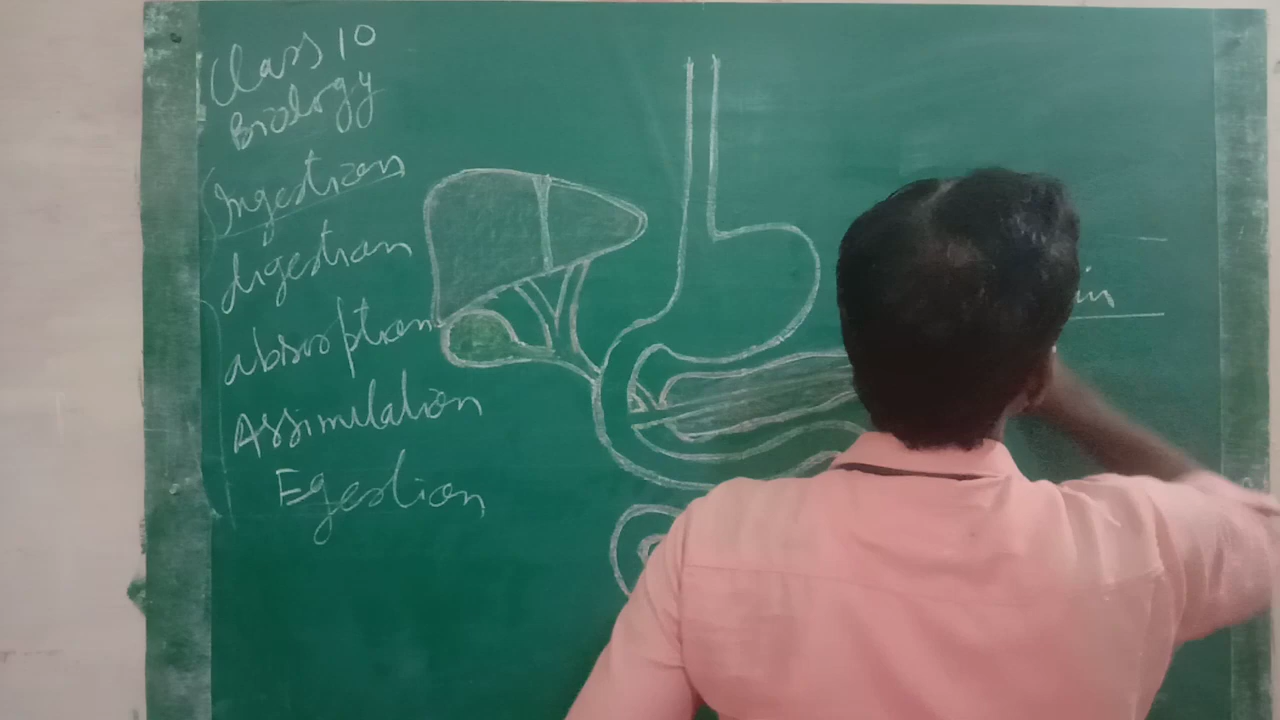 Class 10
Biology
Ingestion
digestion
absorption
Assimilation
Egestion